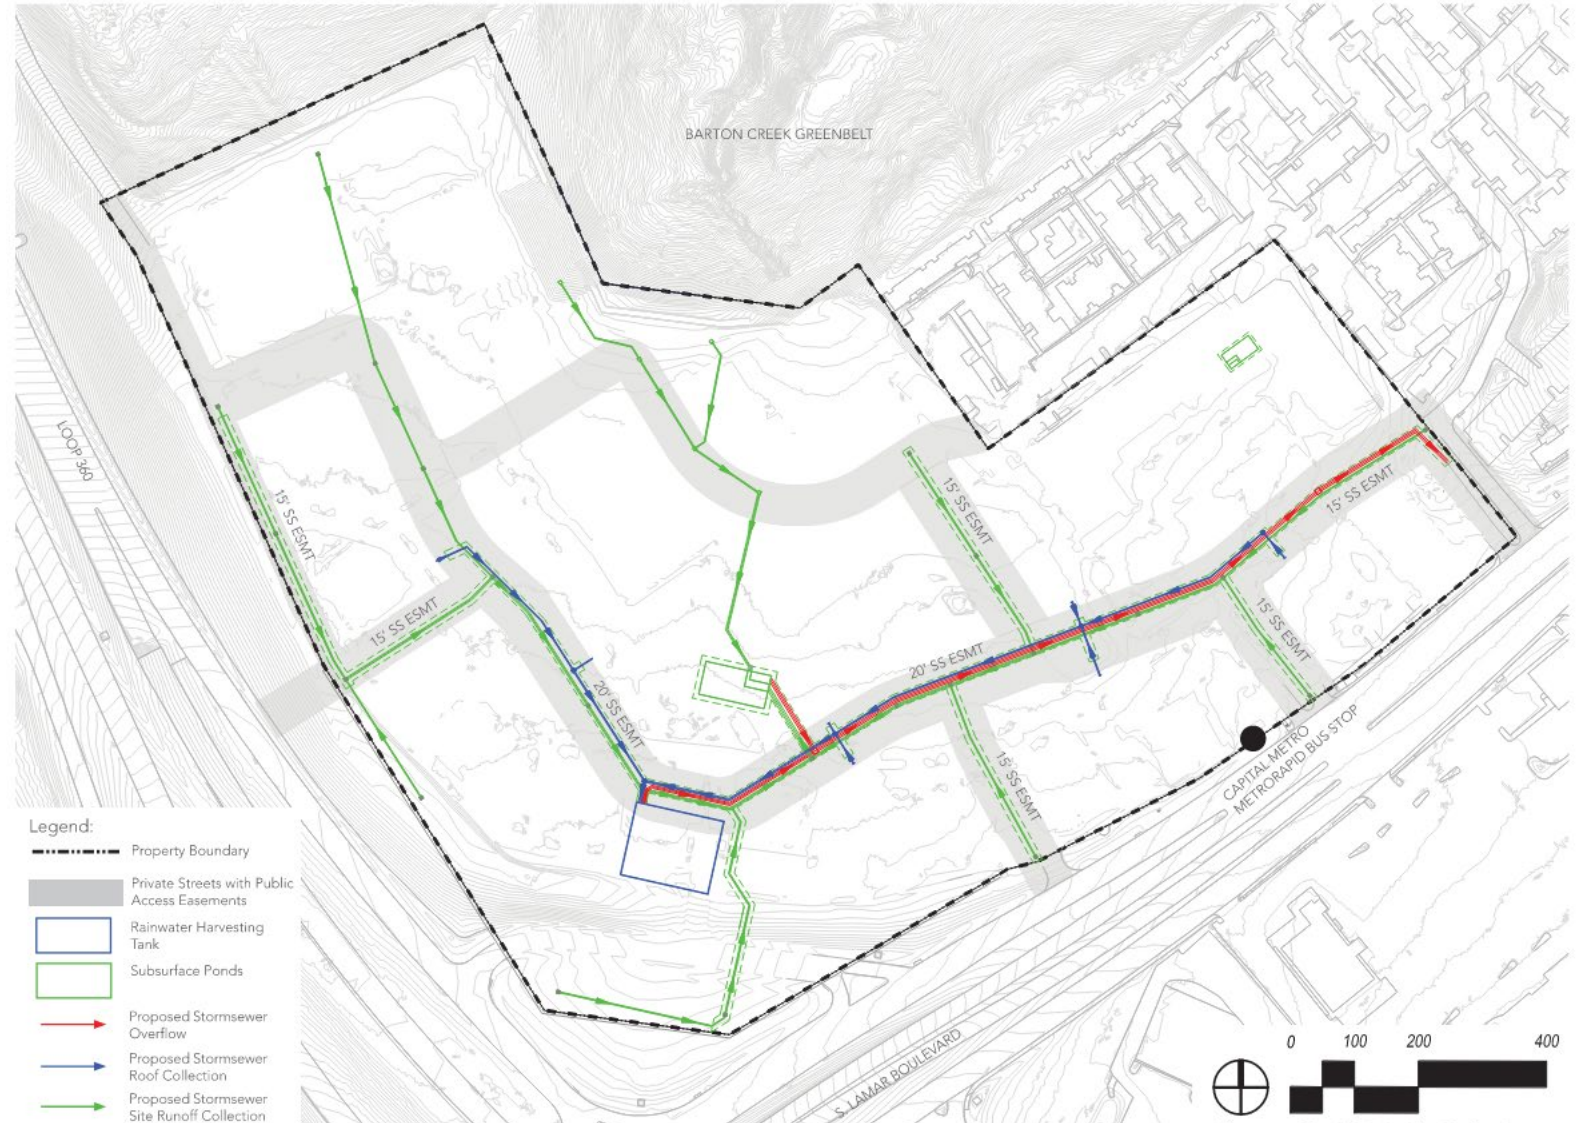 BARTON CREEK GREENBELT
LOOP 360
15' SS ESMT
15' SS ESMT
15' SS ESMT
15' SS ESMT
20' SS ESMT
20' SS ESMT
15' SS ESMT
15' SS ESMT
CAPITAL METRO
METRORAPID BUS STOP
S. LAMAR BOULEVARD
Legend:
Property Boundary
Private Streets with Public
Access Easements
Rainwater Harvesting
Tank
Subsurface Ponds
Proposed Stormsewer
Overflow
Proposed Stormsewer
Roof Collection
Proposed Stormsewer
Site Runoff Collection
0 100 200 400